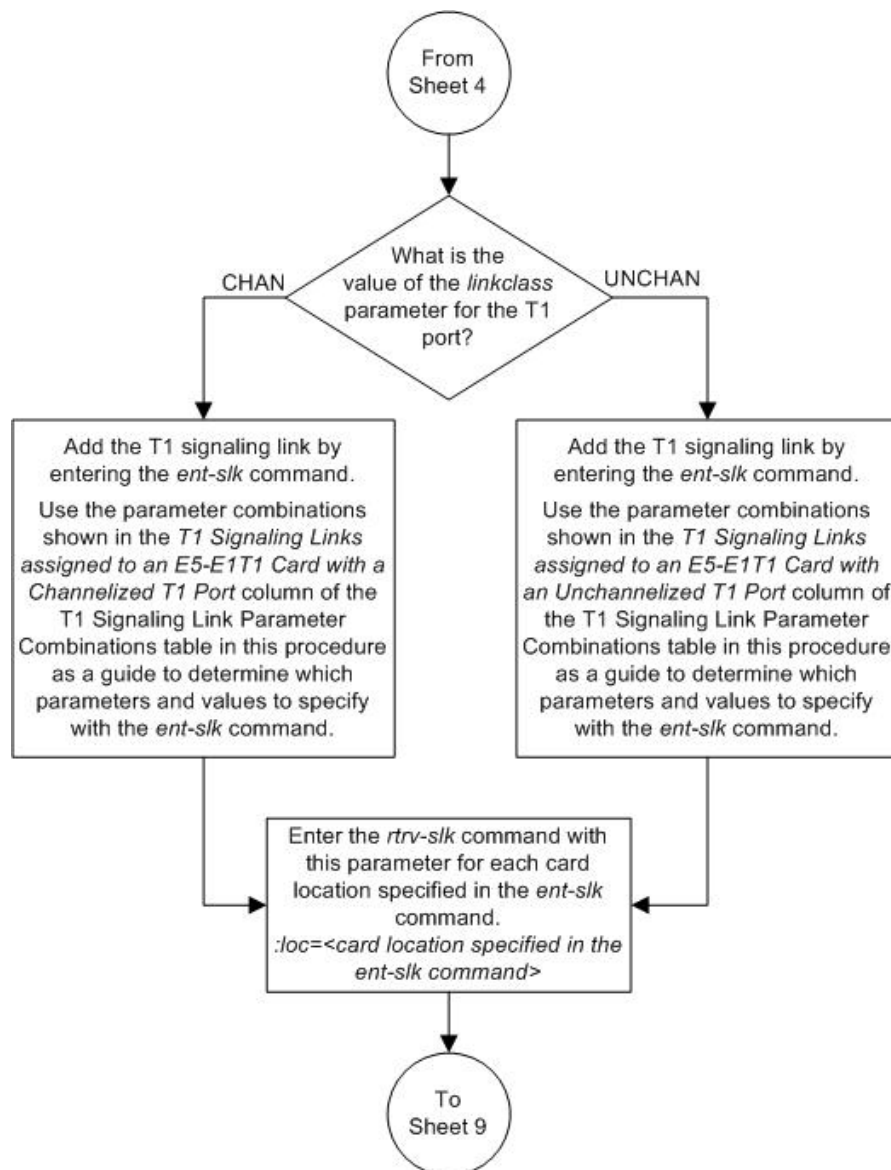 From
Sheet 4
What is the
value of the linkclass
parameter for the T1
port?
CHAN
UNCHAN
Add the T1 signaling link by
entering the ent-slk command.
Use the parameter combinations
shown in the T1 Signaling Links
assigned to an E5-E1T1 Card with a
Channelized T1 Port column of the
T1 Signaling Link Parameter
Combinations table in this procedure
as a guide to determine which
parameters and values to specify
with the ent-slk command.
Add the T1 signaling link by
entering the ent-slk command.
Use the parameter combinations
shown in the T1 Signaling Links
assigned to an E5-E1T1 Card with
an Unchannelized T1 Port column of
the T1 Signaling Link Parameter
Combinations table in this procedure
as a guide to determine which
parameters and values to specify
with the ent-slk command.
Enter the rtrv-slk command with
this parameter for each card
location specified in the ent-slk
command.
:loc=<card location specified in the
ent-slk command>
To
Sheet 9